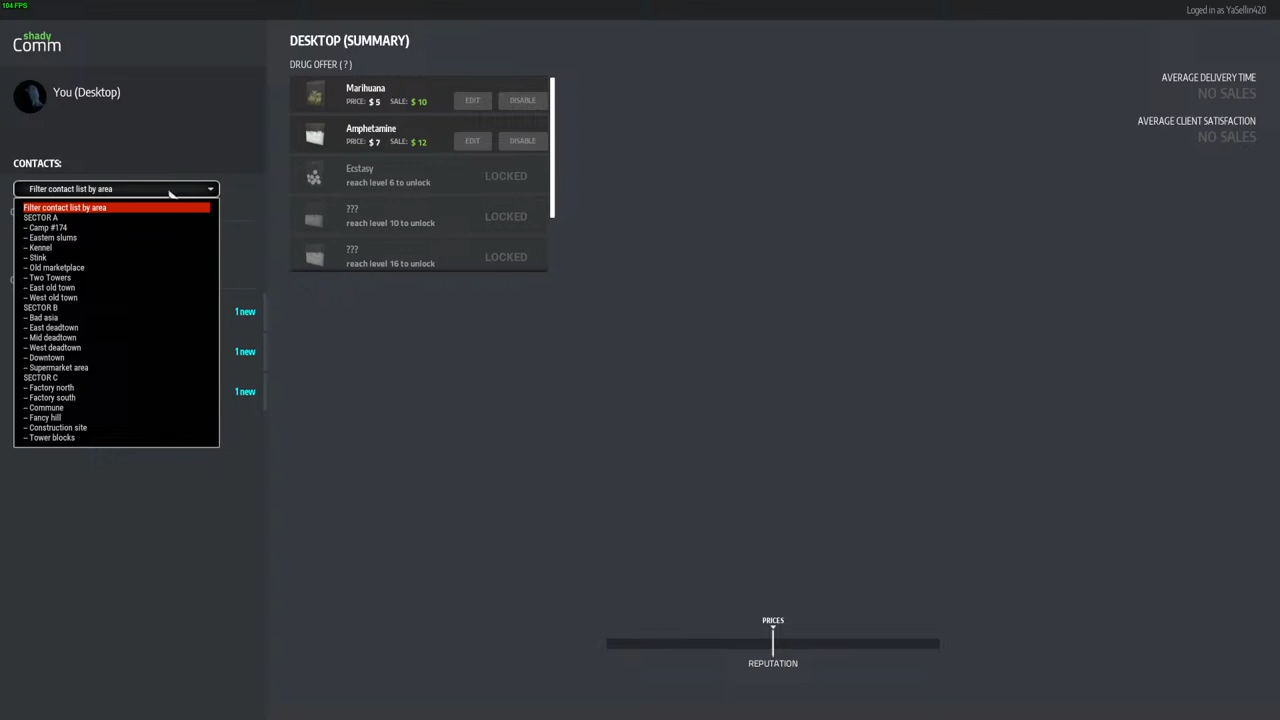 104 FPS
Loged in as YaSellin420
shady
Comm
You (Desktop)
CONTACTS:
Filter contact list by area
Filter contact list by area
SECTOR A
-- Camp #174
-- Eastern slums
-- Kennel
-- Stink
-- Old marketplace
-- Two Towers
-- East old town
-- West old town
SECTOR B
-- Bad asia
-- East deadtown
-- Mid deadtown
-- West deadtown
-- Downtown
-- Supermarket area
SECTOR C
-- Factory north
-- Factory south
-- Commune
-- Fancy hill
-- Construction site
-- Tower blocks
1 new
1 new
1 new
DESKTOP (SUMMARY)
DRUG OFFER ( ? )
Marihuana
PRICE: $ 5 SALE: $ 10 EDIT DISABLE
Amphetamine
PRICE: $ 7 SALE: $ 12 EDIT DISABLE
Ecstasy
reach level 6 to unlock LOCKED
???
reach level 10 to unlock LOCKED
???
reach level 16 to unlock LOCKED
AVERAGE DELIVERY TIME
NO SALES
AVERAGE CLIENT SATISFACTION
NO SALES
PRICES
REPUTATION